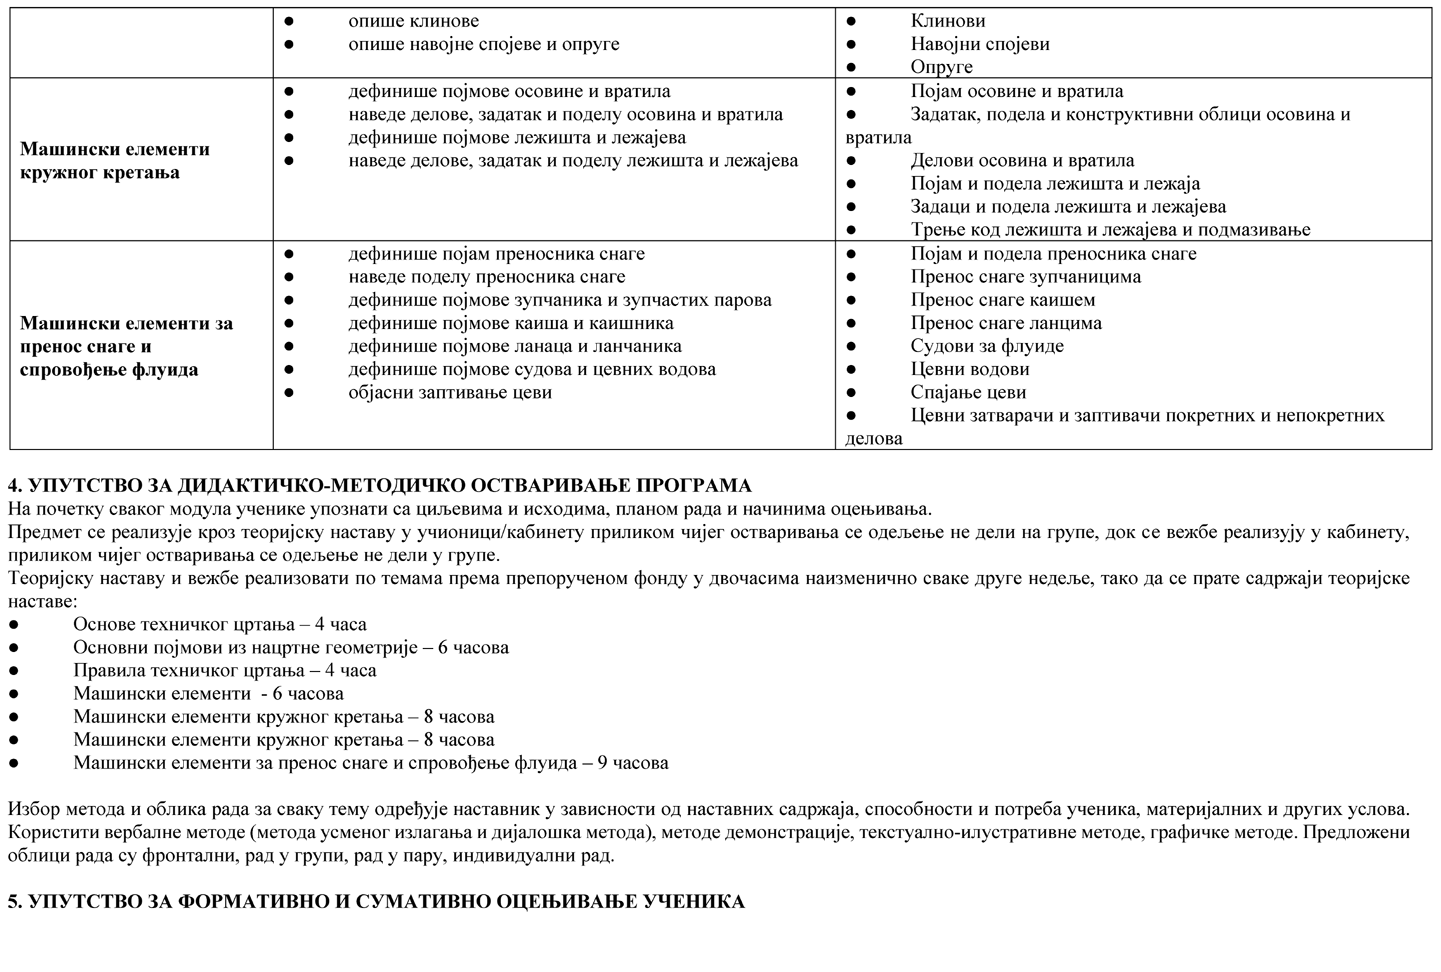 ● опише клинове
● опише навојне спојеве и опруге
● Клинови
● Навојни спојеви
● Опруге
Машински елементи
кружног кретања
● дефинише појмове осовине и вратила
● наведе делове, задатак и поделу осовина и вратила
● дефинише појмове лежишта и лежајева
● наведе делове, задатак и поделу лежишта и лежајева
● Појам осовине и вратила
● Задатак, подела и конструктивни облици осовина и
вратила
● Делови осовина и вратила
● Појам и подела лежишта и лежаја
● Задаци и подела лежишта и лежајева
● Трење код лежишта и лежајева и подмазивање
Машински елементи за
пренос снаге и
спровођење флуида
● дефинише појам преносника снаге
● наведе поделу преносника снаге
● дефинише појмове зупчаника и зупчастих парова
● дефинише појмове каиша и каишника
● дефинише појмове ланаца и ланчаника
● дефинише појмове судова и цевних водова
● објасни заптивање цеви
● Појам и подела преносника снаге
● Пренос снаге зупчаницима
● Пренос снаге каишем
● Пренос снаге ланцима
● Судови за флуиде
● Цевни водови
● Спајање цеви
● Цевни затварачи и заптивачи покретних и непокретних
делова
4. УПУТСТВО ЗА ДИДАКТИЧКО-МЕТОДИЧКО ОСТВАРИВАЊЕ ПРОГРАМА
На почетку сваког модула ученике упознати са циљевима и исходима, планом рада и начинима оцењивања.
Предмет се реализује кроз теоријску наставу у учионици/кабинету приликом чијег остваривања се одељење не дели на групе, док се вежбе реализују у кабинету,
приликом чијег остваривања се одељење не дели у групе.
Теоријску наставу и вежбе реализовати по темама према препорученом фонду у двочасима наизменично сваке друге недеље, тако да се прате садржаји теоријске
наставе:
● Основе техничког цртања – 4 часа
● Основни појмови из нацртне геометрије – 6 часова
● Правила техничког цртања – 4 часа
● Машински елементи - 6 часова
● Машински елементи кружног кретања – 8 часова
● Машински елементи кружног кретања – 8 часова
● Машински елементи за пренос снаге и спровођење флуида – 9 часова
Избор метода и облика рада за сваку тему одређује наставник у зависности од наставних садржаја, способности и потреба ученика, материјалних и других услова.
Користити вербалне методе (метода усменог излагања и дијалошка метода), методе демонстрације, текстуално-илустративне методе, графичке методе. Предложени
облици рада су фронтални, рад у групи, рад у пару, индивидуални рад.
5. УПУТСТВО ЗА ФОРМАТИВНО И СУМАТИВНО ОЦЕЊИВАЊЕ УЧЕНИКА